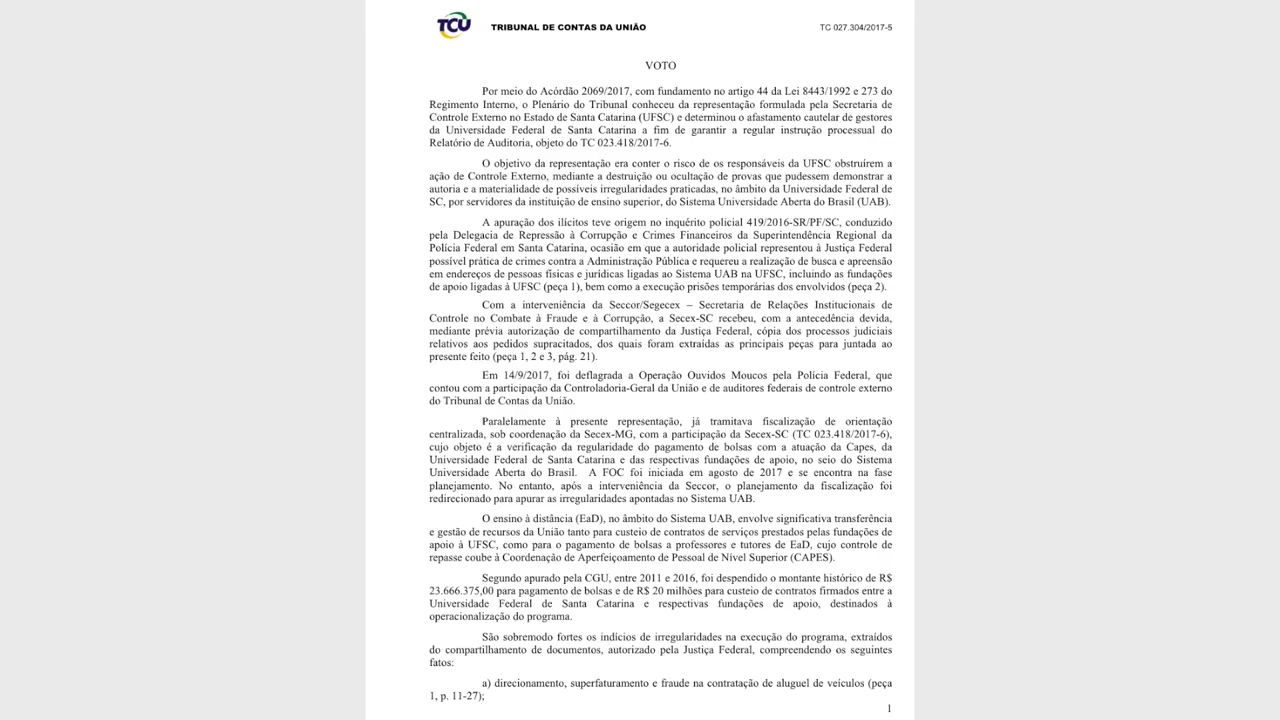 TCU
TRIBUNAL DE CONTAS DA UNIÃO
TC 027.304/2017-5
VOTO
Por meio do Acórdão 2069/2017, com fundamento no artigo 44 da Lei 8443/1992 e 273 do
Regimento Interno, o Plenário do Tribunal conheceu da representação formulada pela Secretaria de
Controle Externo no Estado de Santa Catarina (UFSC) e determinou o afastamento cautelar de gestores
da Universidade Federal de Santa Catarina a fim de garantir a regular instrução processual do
Relatório de Auditoria, objeto do TC 023.418/2017-6.
O objetivo da representação era conter o risco de os responsáveis da UFSC obstruírem a
ação de Controle Externo, mediante a destruição ou ocultação de provas que pudessem demonstrar a
autoria e a materialidade de possíveis irregularidades praticadas, no âmbito da Universidade Federal de
SC, por servidores da instituição de ensino superior, do Sistema Universidade Aberta do Brasil (UAB).
A apuração dos ilícitos teve origem no inquérito policial 419/2016-SR/PF/SC, conduzido
pela Delegacia de Repressão à Corrupção e Crimes Financeiros da Superintendência Regional da
Polícia Federal em Santa Catarina, ocasião em que a autoridade policial representou à Justiça Federal
possível prática de crimes contra a Administração Pública e requereu a realização de busca e apreensão
em endereços de pessoas físicas e jurídicas ligadas ao Sistema UAB na UFSC, incluindo as fundações
de apoio ligadas à UFSC (peça 1), bem como a execução prisões temporárias dos envolvidos (peça 2).
Com a interveniência da Seccor/Segecex – Secretaria de Relações Institucionais de
Controle no Combate à Fraude e à Corrupção, a Secex-SC recebeu, com a antecedência devida,
mediante prévia autorização de compartilhamento da Justiça Federal, cópia dos processos judiciais
relativos aos pedidos supracitados, dos quais foram extraídas as principais peças para juntada ao
presente feito (peça 1, 2 e 3, pág. 21).
Em 14/9/2017, foi deflagrada a Operação Ouvidos Moucos pela Polícia Federal, que
contou com a participação da Controladoria-Geral da União e de auditores federais de controle externo
do Tribunal de Contas da União.
Paralelamente à presente representação, já tramitava fiscalização de orientação
centralizada, sob coordenação da Secex-MG, com a participação da Secex-SC (TC 023.418/2017-6),
cujo objeto é a verificação da regularidade do pagamento de bolsas com a atuação da Capes, da
Universidade Federal de Santa Catarina e das respectivas fundações de apoio, no seio do Sistema
Universidade Aberta do Brasil. A FOC foi iniciada em agosto de 2017 e se encontra na fase
planejamento. No entanto, após a interveniência da Seccor, o planejamento da fiscalização foi
redirecionado para apurar as irregularidades apontadas no Sistema UAB.
O ensino à distância (EaD), no âmbito do Sistema UAB, envolve significativa transferência
e gestão de recursos da União tanto para custeio de contratos de serviços prestados pelas fundações de
apoio à UFSC, como para o pagamento de bolsas a professores e tutores de EaD, cujo controle de
repasse coube à Coordenação de Aperfeiçoamento de Pessoal de Nível Superior (CAPES).
Segundo apurado pela CGU, entre 2011 e 2016, foi despendido o montante histórico de R$
23.666.375,00 para pagamento de bolsas e de R$ 20 milhões para custeio de contratos firmados entre a
Universidade Federal de Santa Catarina e respectivas fundações de apoio, destinados à
operacionalização do programa.
São sobremodo fortes os indícios de irregularidades na execução do programa, extraídos
do compartilhamento de documentos, autorizado pela Justiça Federal, compreendendo os seguintes
fatos:
a) direcionamento, superfaturamento e fraude na contratação de aluguel de veículos (peça
1, p. 11-27);
1